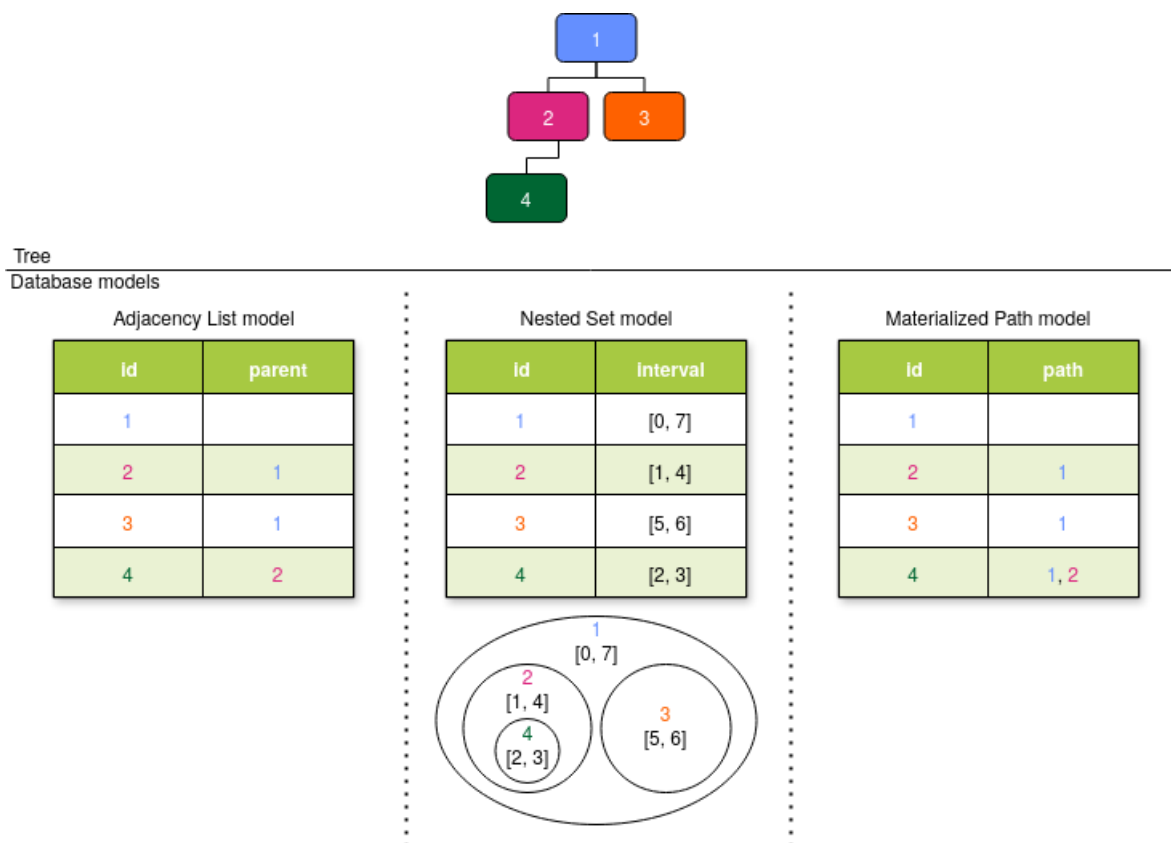 1
2 3
4
Tree
Database models
Adjacency List model
id parent
1
2 1
3 1
4 2
Nested Set model
id interval
1 [0, 7]
2 [1, 4]
3 [5, 6]
4 [2, 3]
1
[0, 7]
2
[1, 4]
4
[2, 3]
3
[5, 6]
Materialized Path model
id path
1
2 1
3 1
4 1, 2